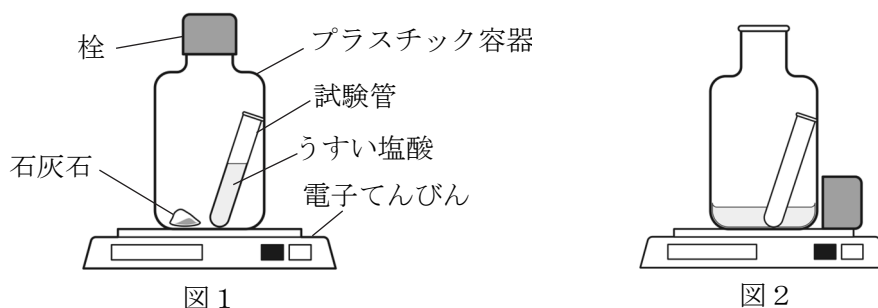 栓
プラスチック容器
試験管
うすい塩酸
石灰石
電子てんびん
図1
図2